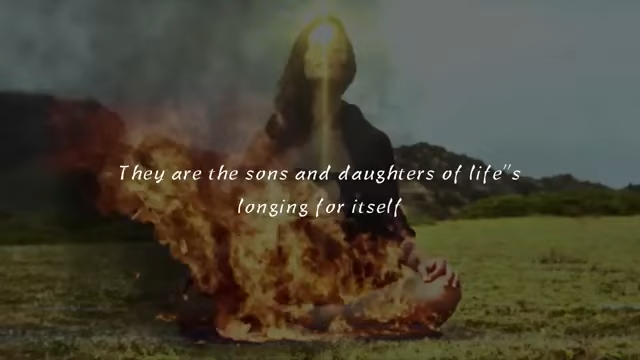 They are the sons and daughters of life"s
longing for itself